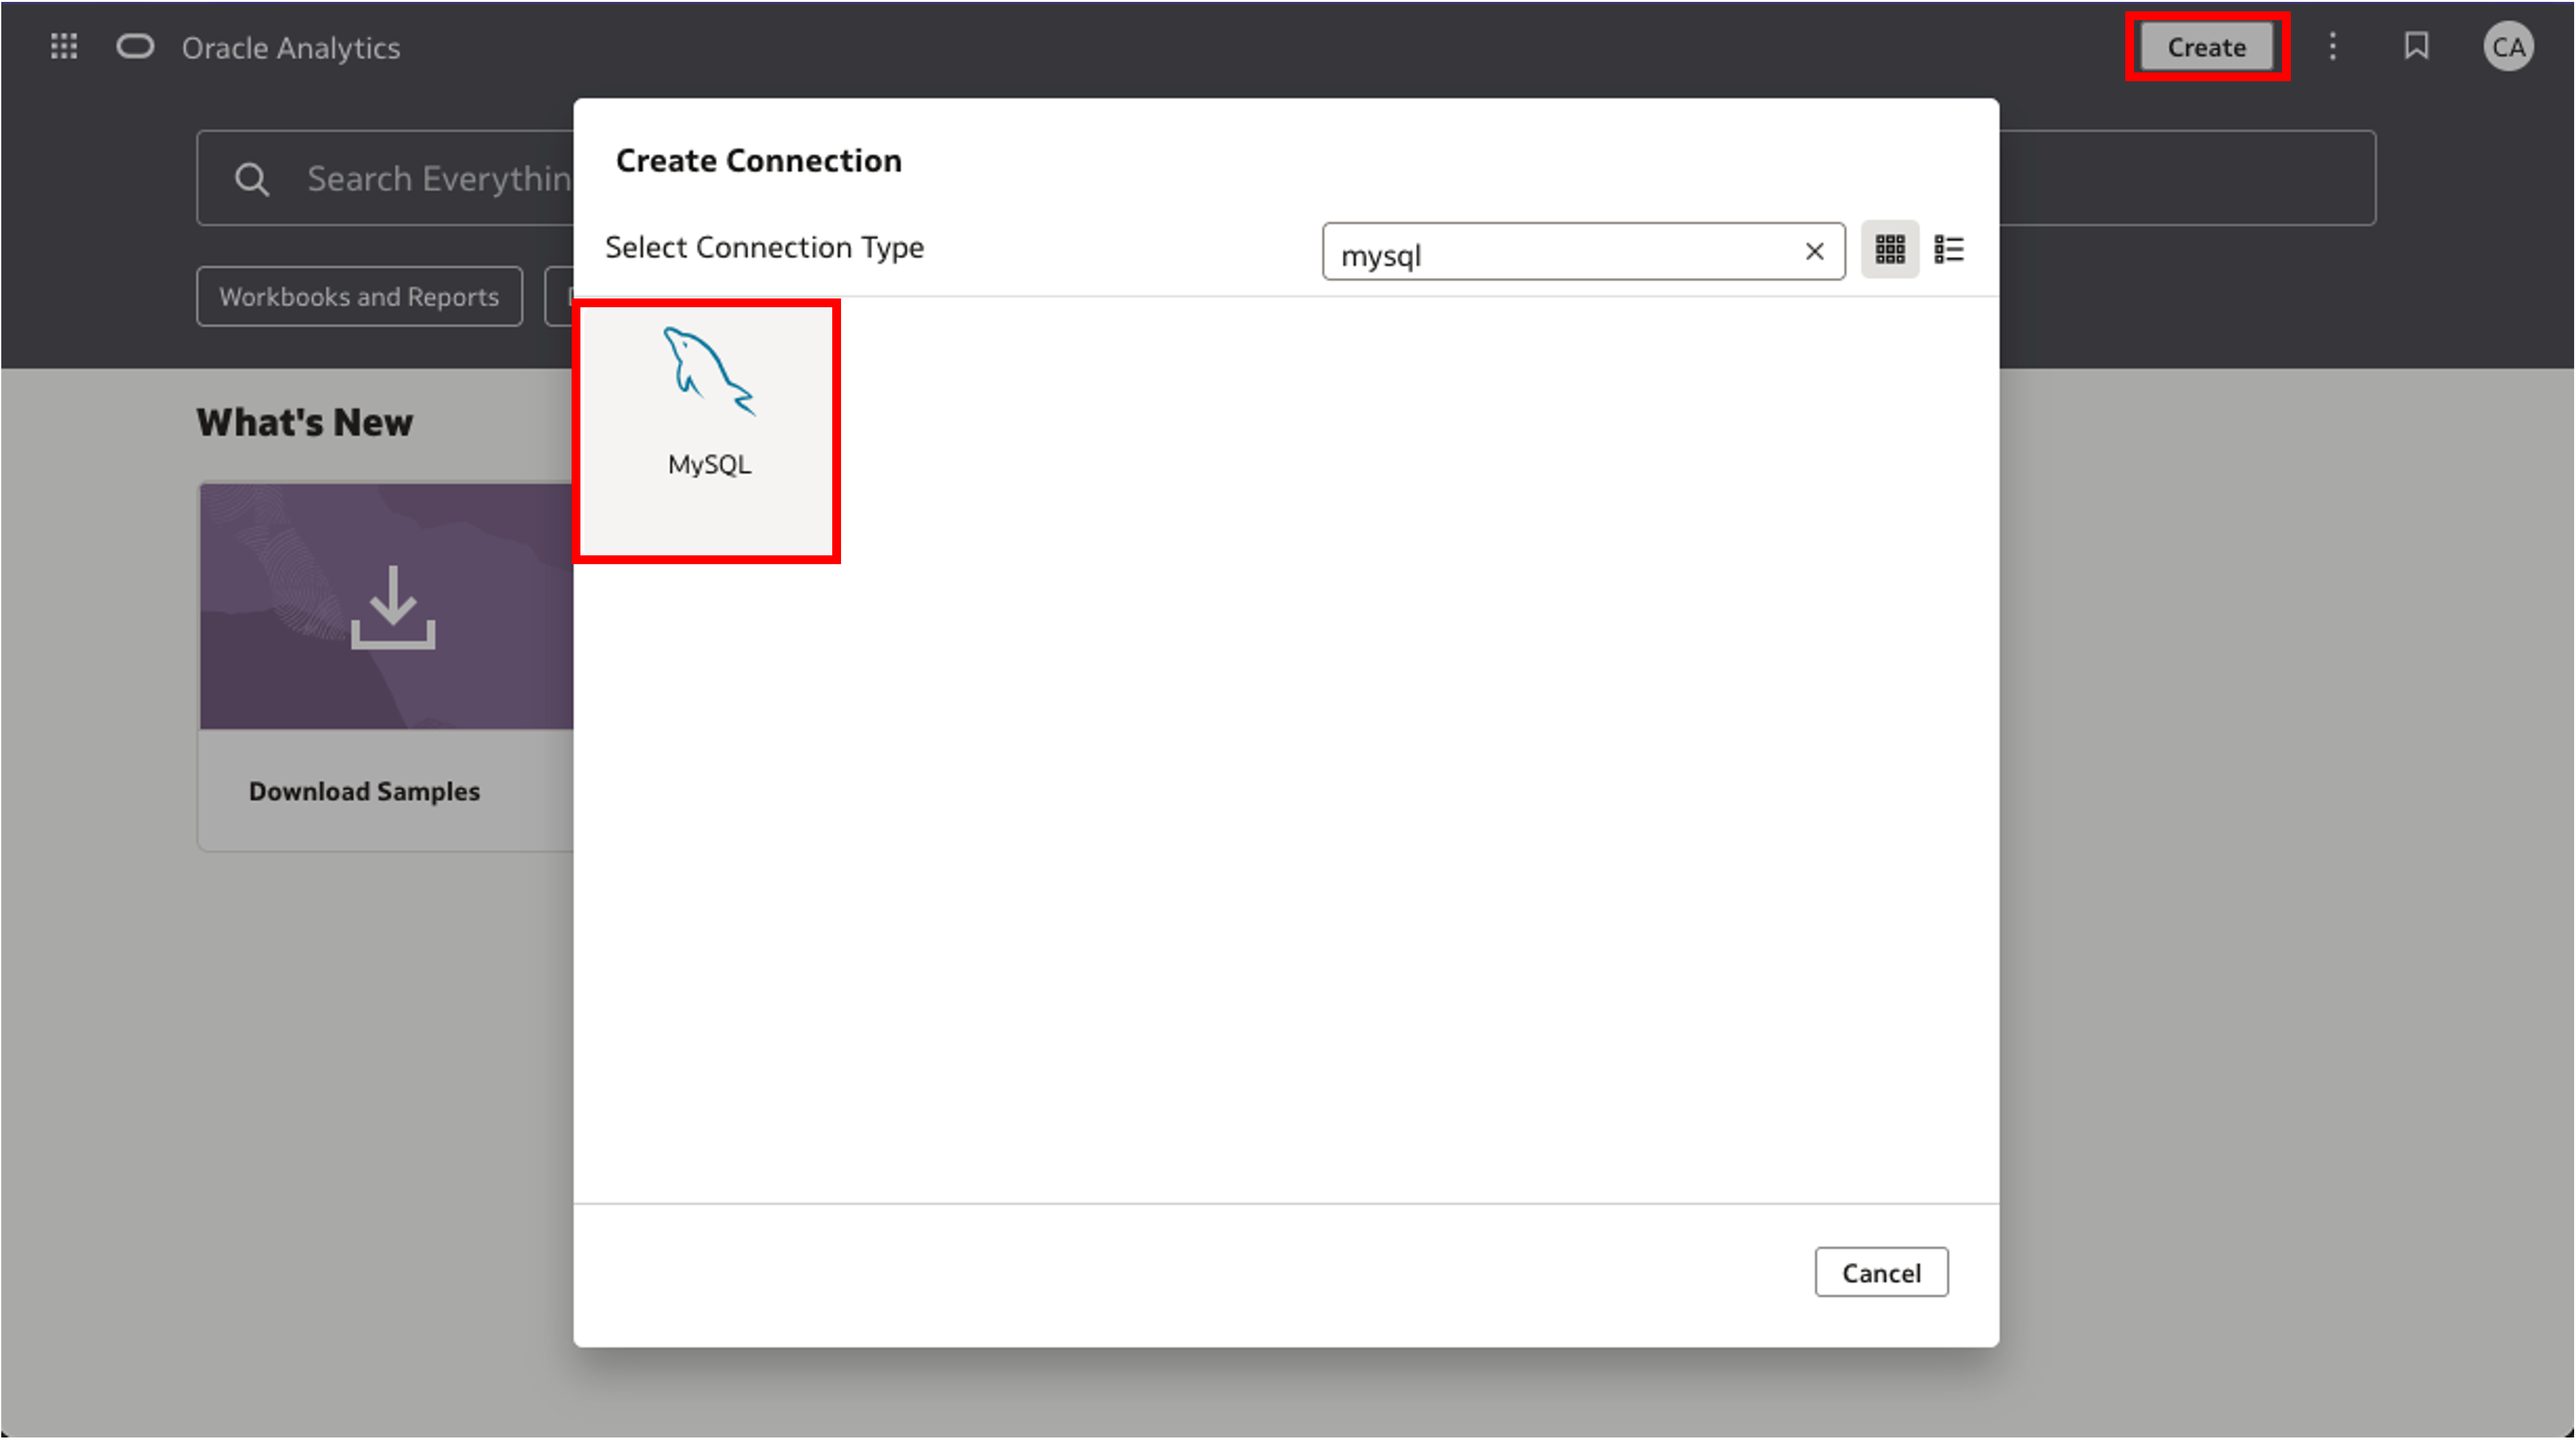 Oracle Analytics
Create
CA
Search Everythin
Workbooks and Reports
Create Connection
Select Connection Type
mysql
MySQL
What's New
Download Samples
Cancel